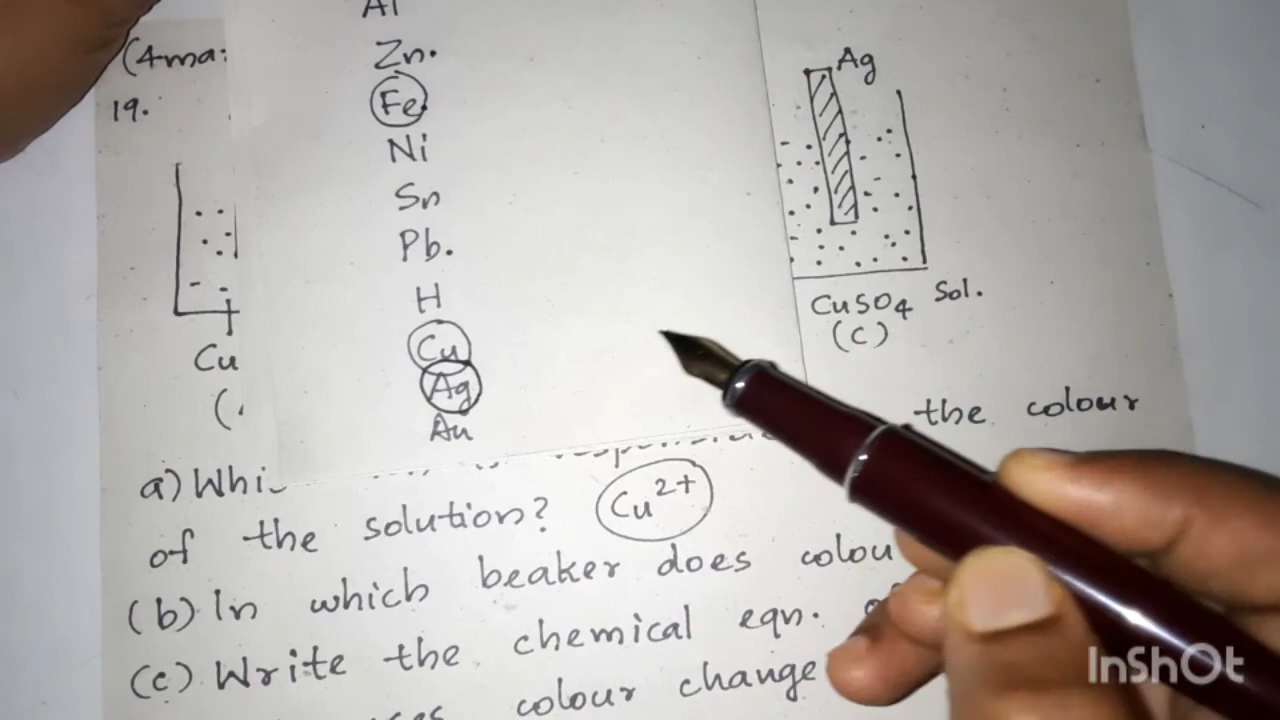 Al
(4ma
Zn.
Ag
19.
Fe
Ni
Sn
Pb.
H
CuSO4 Sol.
(C)
Cu
Cu
Ag
Au
the colour
a) Whi
of the solution? Cu2+
(b) In which beaker does colou
(c) Write the chemical eqn.
colour change
InShOt